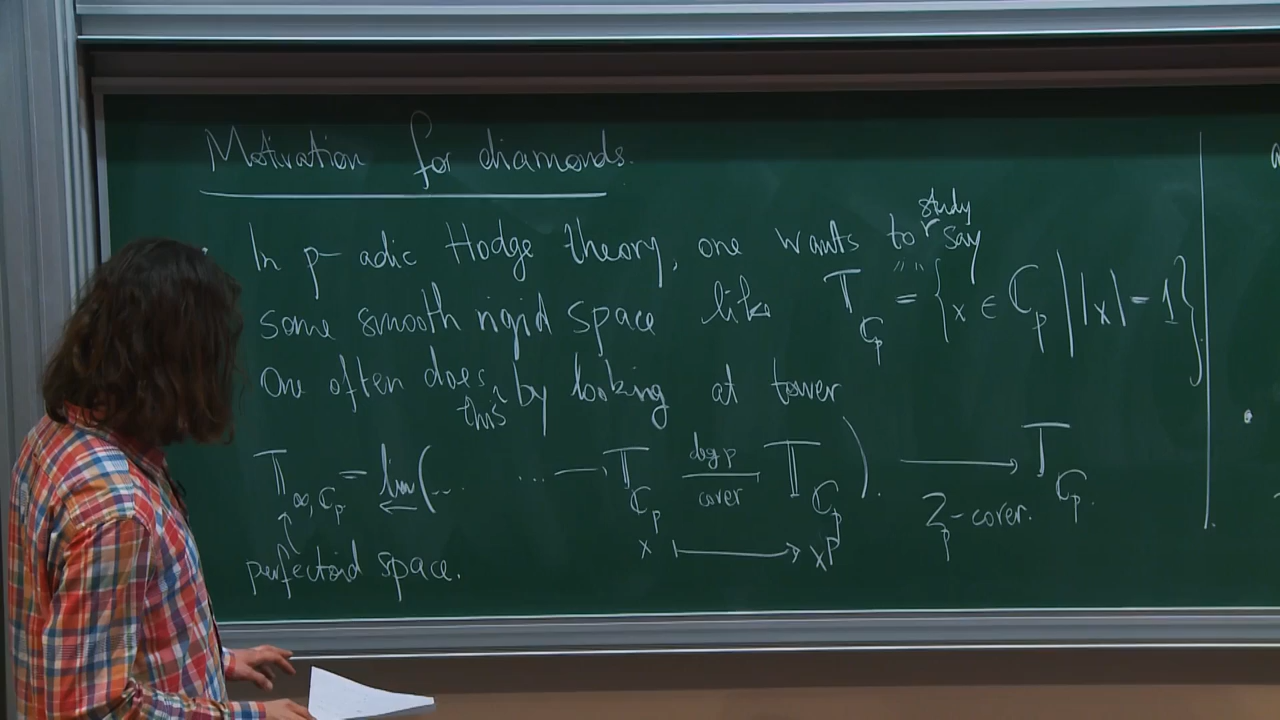 Motivation for diamonds.
In p-adic Hodge theory, one wants to study say
some smooth rigid space like 𝕋_{ℂ_p} "=" {x ∈ ℂ_p | |x| = 1}
One often does this by looking at tower
𝕋_{∞,ℂ_p} = lim ( ... ... → 𝕋_{ℂ_p} deg p cover 𝕋_{ℂ_p} ). → 𝕋_{ℂ_p}.
ℤ_p-cover.
x ↦ x^p
perfectoid space.